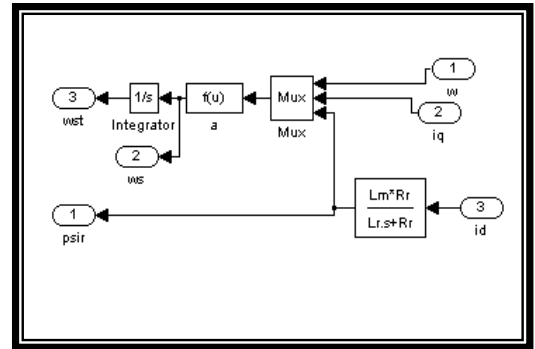 1
w
3
1/s
f(u)
Mux
wst
Integrator
a
Mux
2
iq
2
ws
Lm*Rr
Lr.s+Rr
1
psir
3
id